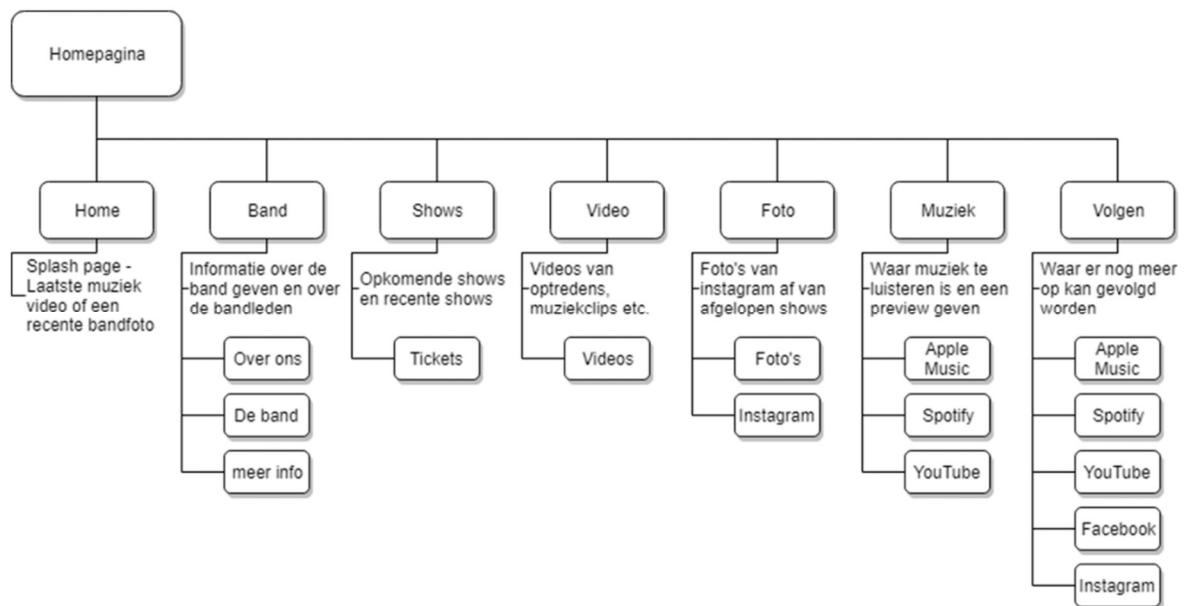 Homepagina
Home
Band
Shows
Video
Foto
Muziek
Volgen
Splash page -
Laatste muziek
video of een
recente bandfoto
Informatie over de
band geven en over
de bandleden
Over ons
De band
meer info
Opkomende shows
en recente shows
Tickets
Videos van
optredens,
muziekclips etc.
Videos
Foto's van
instagram af van
afgelopen shows
Foto's
Instagram
Waar muziek te
luisteren is en een
preview geven
Apple
Music
Spotify
YouTube
Waar er nog meer
op kan gevolgd
worden
Apple
Music
Spotify
YouTube
Facebook
Instagram